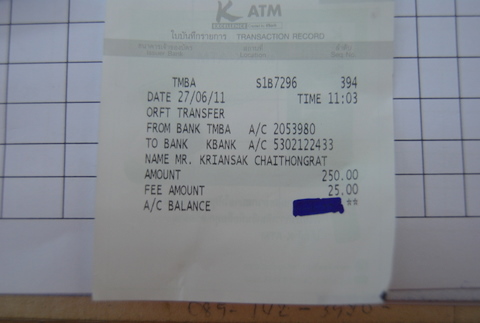 K ATM
ใบบันทึกรายการ TRANSACTION RECORD
TMBA S1B7296 394
DATE 27/06/11 TIME 11:03
ORFT TRANSFER
FROM BANK TMBA A/C 2053980
TO BANK KBANK A/C 5302122433
NAME MR. KRIANSAK CHAITHONGRAT
AMOUNT 250.00
FEE AMOUNT 25.00
A/C BALANCE **